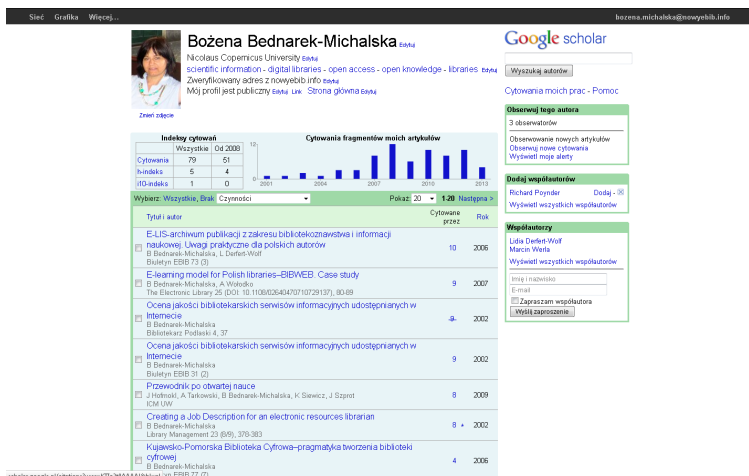 Sieć Grafika Więcej... bozena.michalska@nowyebib.info
Bożena Bednarek-Michalska Edytuj
Nicolaus Copernicus University Edytuj
scientific information - digital libraries - open access - open knowledge - libraries Edytuj
Zweryfikowany adres z nowyebib.info Edytuj
Mój profil jest publiczny Edytuj Link Strona główna Edytuj
Zmień zdjęcie
Google scholar
Wyszukaj autorów
Cytowania moich prac - Pomoc
Indeksy cytowań
Wszystkie Od 2008
Cytowania 79 51
h-indeks 5 4
i10-indeks 1 0
Cytowania fragmentów moich artykułów
12
2001 2004 2007 2010 2013
Wybierz: Wszystkie, Brak Czynności Pokaż: 20 1-20 Następna >
Tytuł i autor Cytowane przez Rok
E-LIS-archiwum publikacji z zakresu bibliotekoznawstwa i informacji
naukowej. Uwagi praktyczne dla polskich autorów 10 2006
B Bednarek-Michalska, L Derfert-Wolf
Biuletyn EBIB 73 (3)
E-learning model for Polish libraries–BIBWEB. Case study 9 2007
B Bednarek-Michalska, A Wołodko
The Electronic Library 25 (DOI: 10.1108/02640470710729137), 80-89
Ocena jakości bibliotekarskich serwisów informacyjnych udostępnianych w
Internecie 9 2002
B Bednarek-Michalska
Bibliotekarz Podlaski 4, 37
Ocena jakości bibliotekarskich serwisów informacyjnych udostępnianych w
Internecie 9 2002
B Bednarek-Michalska
Biuletyn EBIB 31 (2)
Przewodnik po otwartej nauce 8 2009
J Hofmokl, A Tarkowski, B Bednarek-Michalska, K Siewicz, J Szprot
ICM UW
Creating a Job Description for an electronic resources librarian 8 * 2002
B Bednarek-Michalska
Library Management 23 (8/9), 378-383
Kujawsko-Pomorska Biblioteka Cyfrowa–pragmatyka tworzenia biblioteki
cyfrowej 4 2006
B Bednarek-Michalska
EBIB 77 (7)
Obserwuj tego autora
3 obserwatorów
Obserwowanie nowych artykułów
Obserwuj nowe cytowania
Wyświetl moje alerty
Dodaj współautorów
Richard Poynder Dodaj -
Wyświetl wszystkich współautorów
Współautorzy
Lidia Derfert-Wolf
Marcin Werla
Wyświetl wszystkich współautorów
Imię i nazwisko
E-mail
Zapraszam współautora
Wyślij zaproszenie